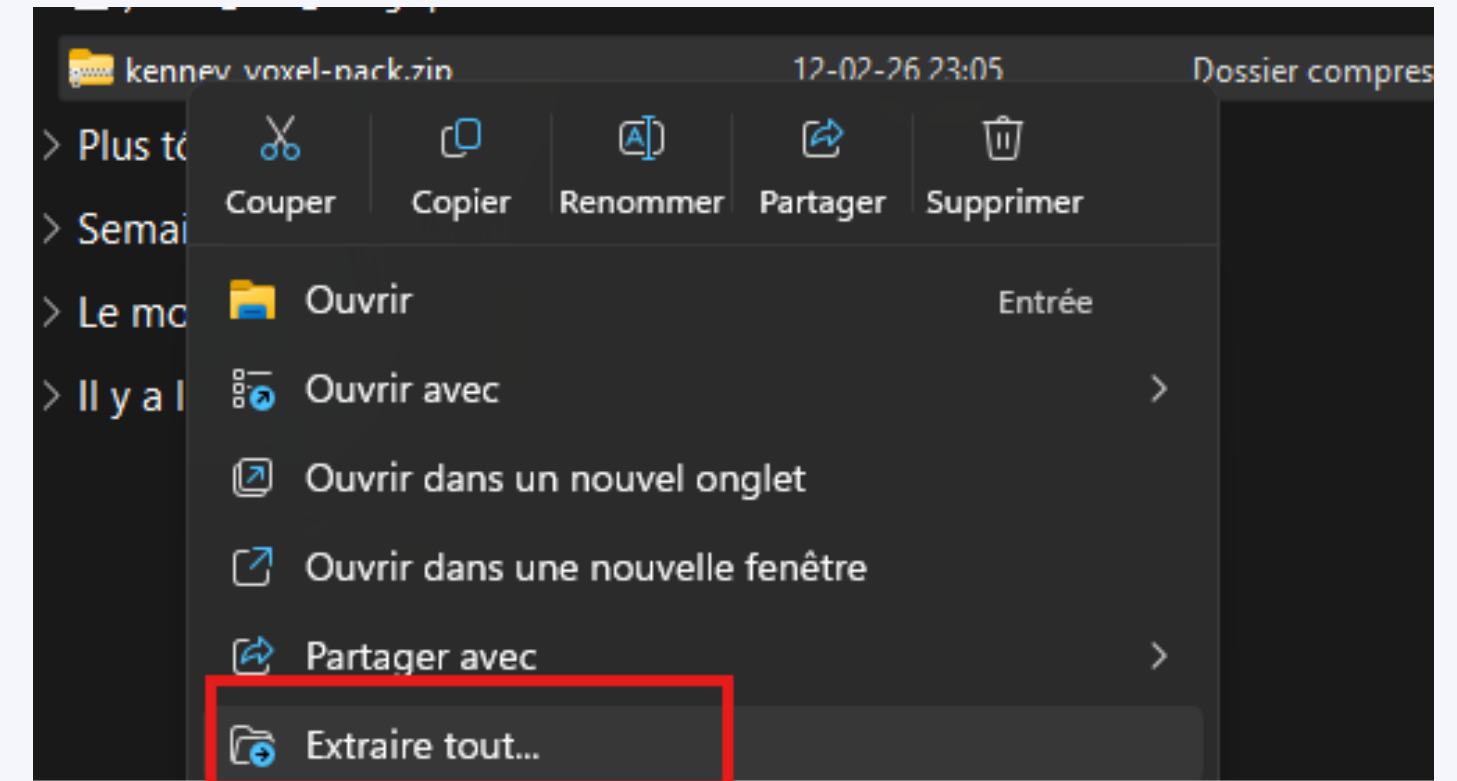 kenney_voxel-pack.zip 12-02-26 23:05 Dossier compres
Plus tô
Couper Copier Renommer Partager Supprimer
Semai
Ouvrir Entrée
Le mo
Ouvrir avec
Il y a l
Ouvrir dans un nouvel onglet
Ouvrir dans une nouvelle fenêtre
Partager avec
Extraire tout...